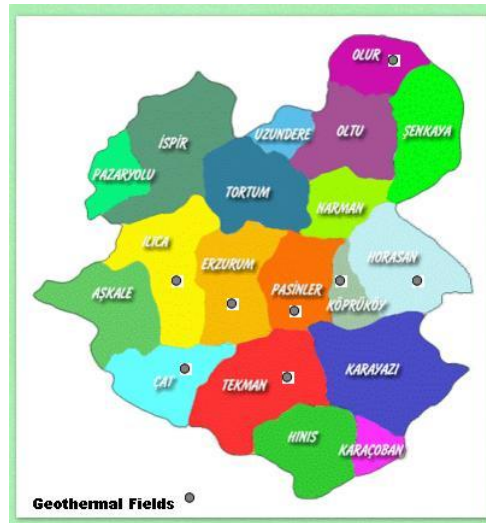 OLUR
OLTU
ŞENKAYA
UZUNDERE
İSPİR
PAZARYOLU
TORTUM
NARMAN
ILICA
ERZURUM
HORASAN
AŞKALE
PASİNLER
KÖPRÜKÖY
ÇAT
TEKMAN
KARAYAZI
HINIS
KARAÇOBAN
Geothermal Fields